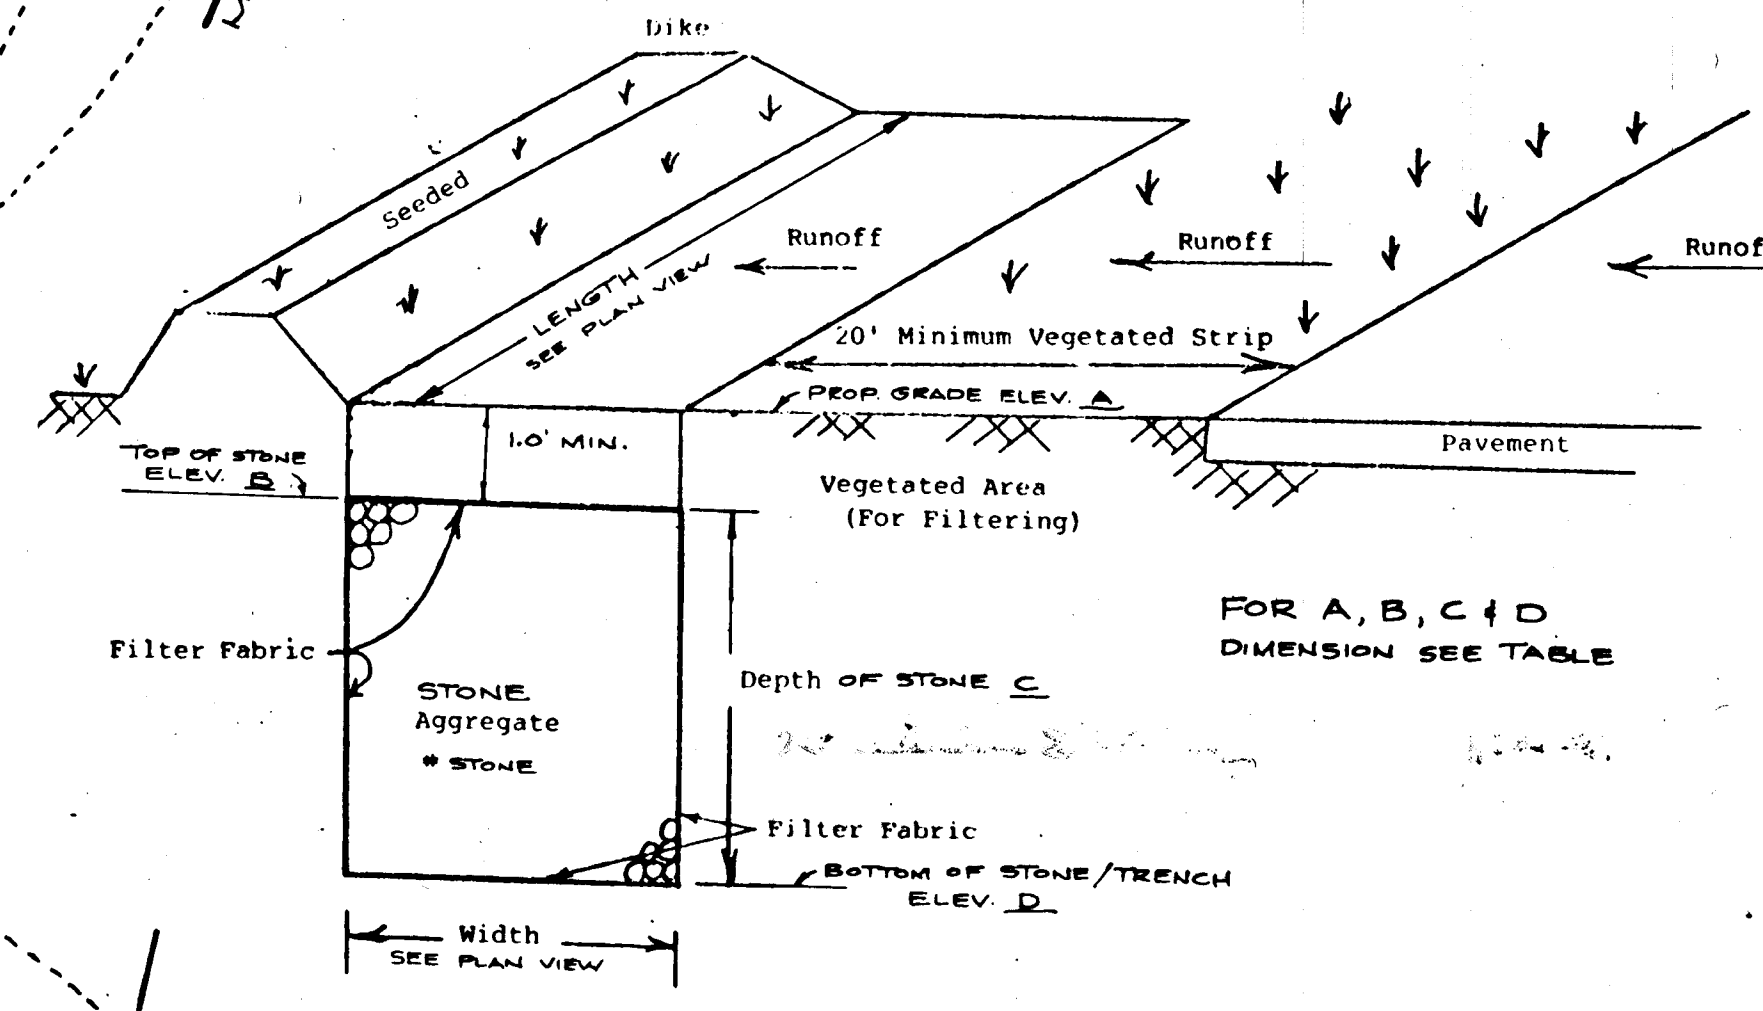 Dike
Seeded
Runoff
Runoff
Runof
LENGTH
SEE PLAN VIEW
20' Minimum Vegetated Strip
PROP. GRADE ELEV. A
1.0' MIN.
TOP OF STONE
ELEV. B
Pavement
Vegetated Area
(For Filtering)
FOR A, B, C & D
DIMENSION SEE TABLE
Filter Fabric
Depth OF STONE C
STONE
Aggregate
# STONE
Filter Fabric
BOTTOM OF STONE/TRENCH
ELEV. D
Width
SEE PLAN VIEW